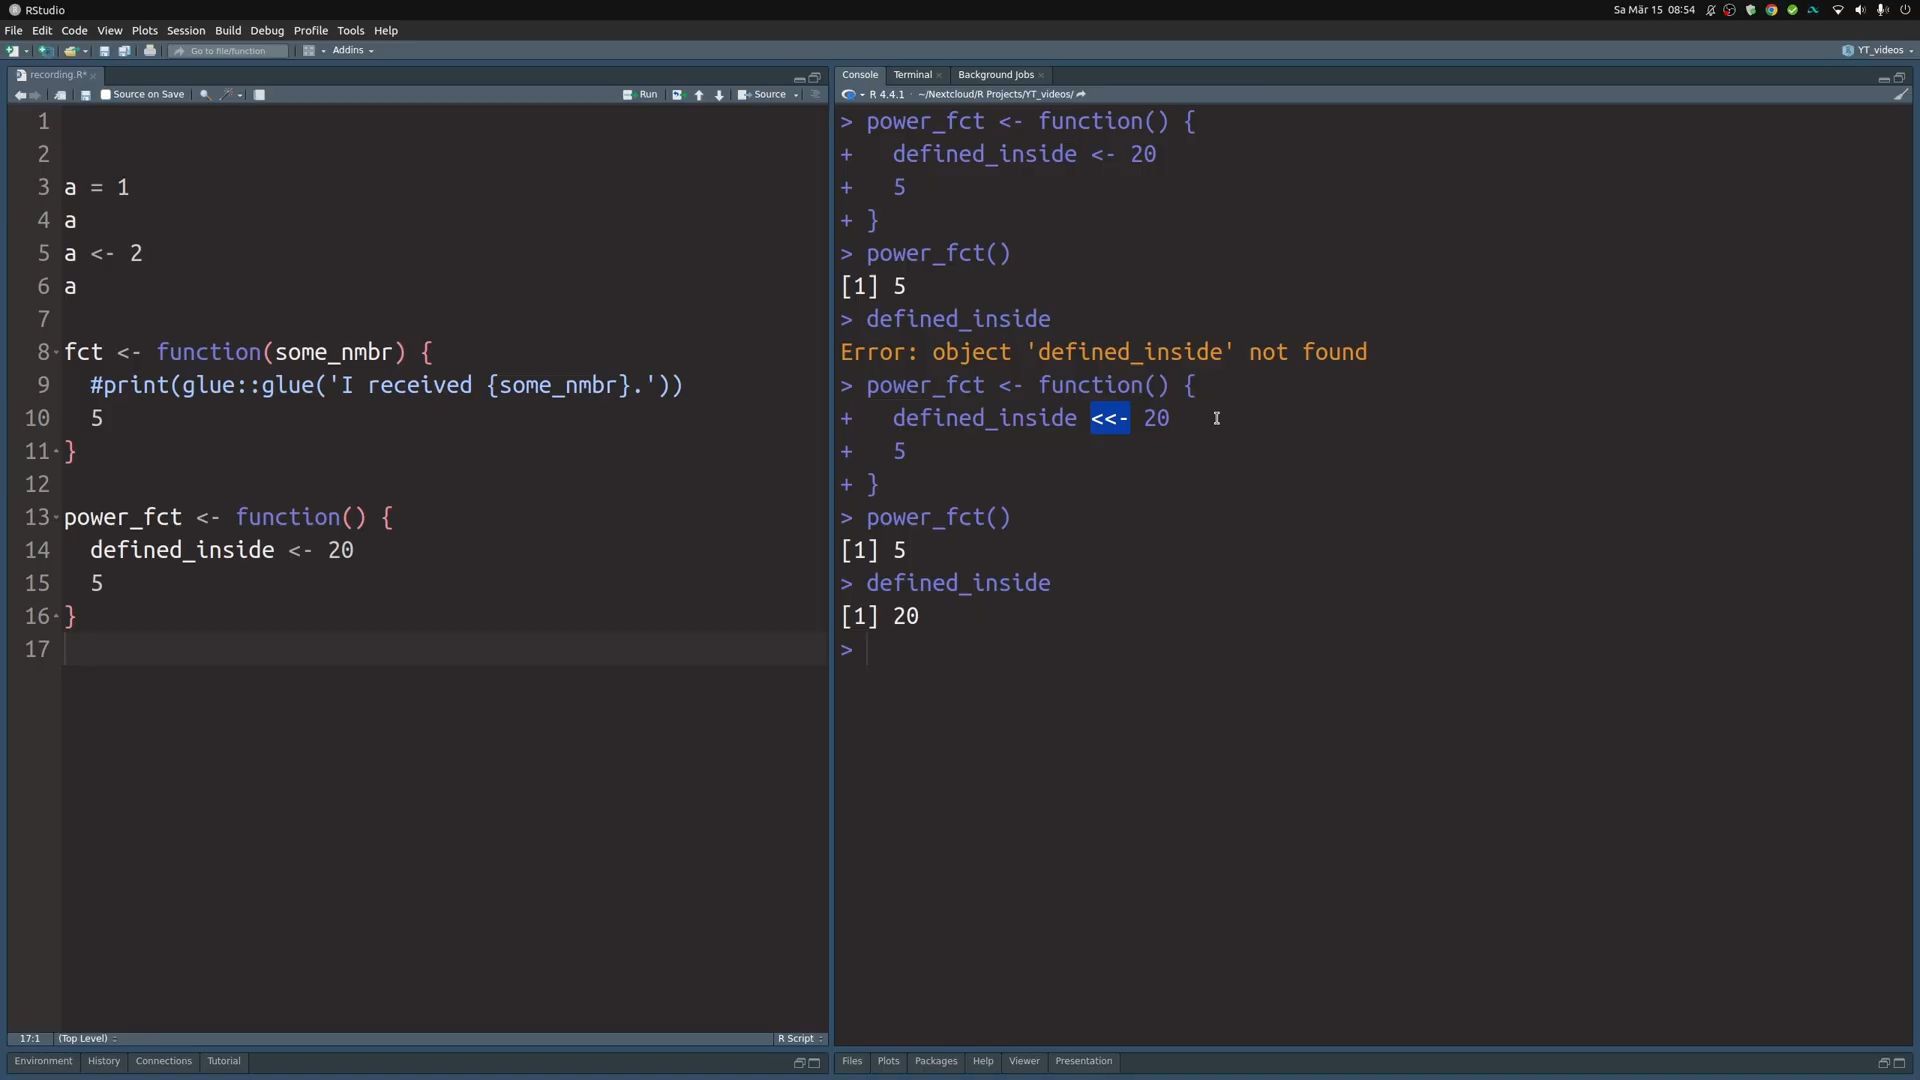 RStudio
Sa Mär 15 08:54
File Edit Code View Plots Session Build Debug Profile Tools Help
Go to file/function
Addins
YT_videos
recording.R*
Source on Save
Run
Source
1
2
3 a = 1
4 a
5 a <- 2
6 a
7
8 fct <- function(some_nmbr) {
9   #print(glue::glue('I received {some_nmbr}.'))
10   5
11 }
12
13 power_fct <- function() {
14   defined_inside <- 20
15   5
16 }
17
17:1 (Top Level)
R Script
Environment History Connections Tutorial
Console Terminal Background Jobs
R 4.4.1 · ~/Nextcloud/R Projects/YT_videos/
> power_fct <- function() {
+   defined_inside <- 20
+   5
+ }
> power_fct()
[1] 5
> defined_inside
Error: object 'defined_inside' not found
> power_fct <- function() {
+   defined_inside <<- 20
+   5
+ }
> power_fct()
[1] 5
> defined_inside
[1] 20
>
Files Plots Packages Help Viewer Presentation